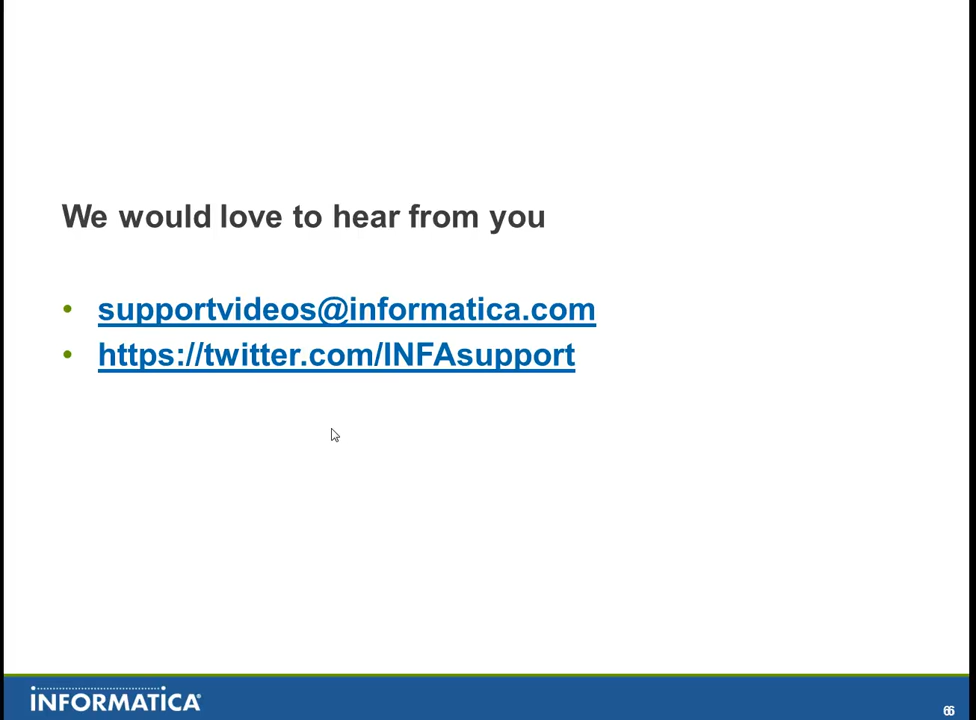 We would love to hear from you
• supportvideos@informatica.com
• https://twitter.com/INFAsupport
INFORMATICA®
66